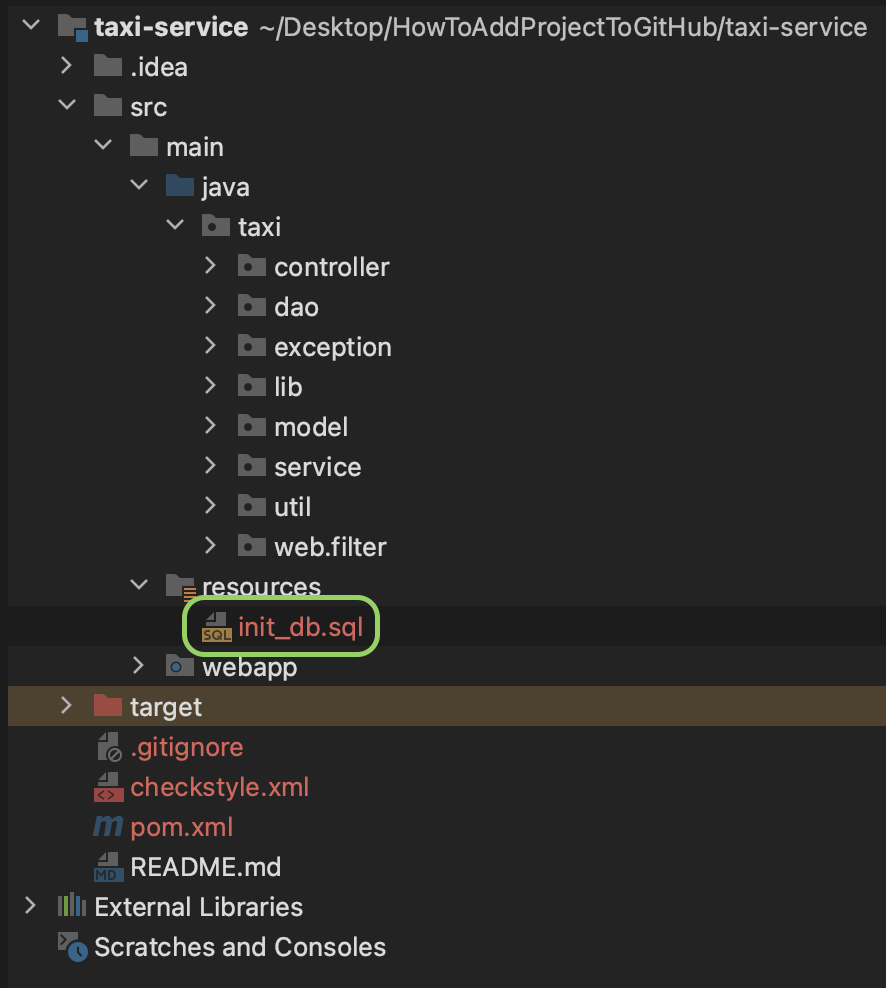 taxi-service ~/Desktop/HowToAddProjectToGitHub/taxi-service
.idea
src
main
java
taxi
controller
dao
exception
lib
model
service
util
web.filter
resources
SQL init_db.sql
webapp
target
.gitignore
<> checkstyle.xml
m pom.xml
MD README.md
External Libraries
Scratches and Consoles